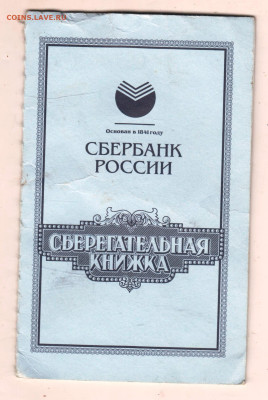 COINS.LAVE.RU
Основан в 1841 году
СБЕРБАНК
РОССИИ
СБЕРЕГАТЕЛЬНАЯ
КНИЖКА